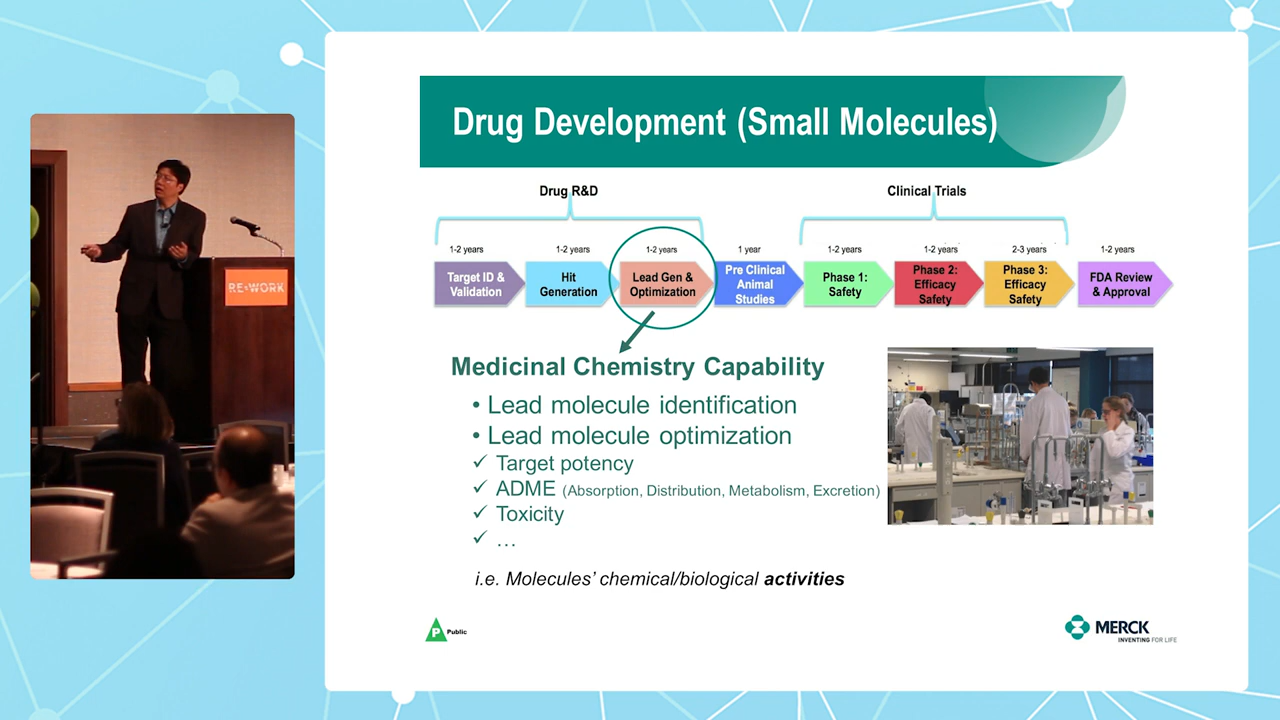 RE•WORK
Drug Development (Small Molecules)
Drug R&D
Clinical Trials
1-2 years
1-2 years
1-2 years
1 year
1-2 years
1-2 years
2-3 years
1-2 years
Target ID &
Validation
Hit
Generation
Lead Gen &
Optimization
Pre Clinical
Animal
Studies
Phase 1:
Safety
Phase 2:
Efficacy
Safety
Phase 3:
Efficacy
Safety
FDA Review
& Approval
Medicinal Chemistry Capability
• Lead molecule identification
• Lead molecule optimization
✓ Target potency
✓ ADME (Absorption, Distribution, Metabolism, Excretion)
✓ Toxicity
✓ …
i.e. Molecules’ chemical/biological activities
P Public
MERCK
INVENTING FOR LIFE